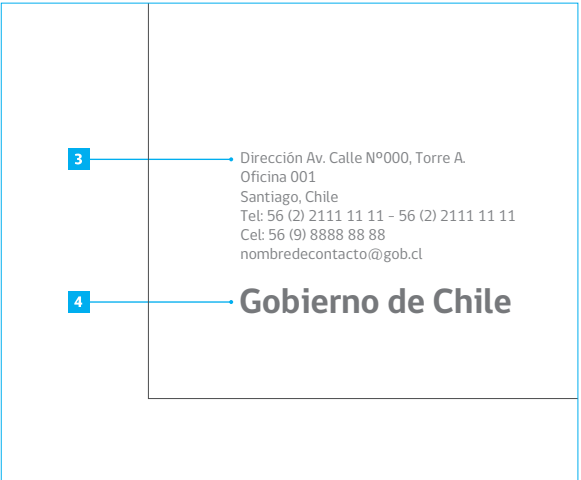 3
Dirección Av. Calle Nº000, Torre A.
Oficina 001
Santiago, Chile
Tel: 56 (2) 2111 11 11 - 56 (2) 2111 11 11
Cel: 56 (9) 8888 88 88
nombredecontacto@gob.cl
4
Gobierno de Chile